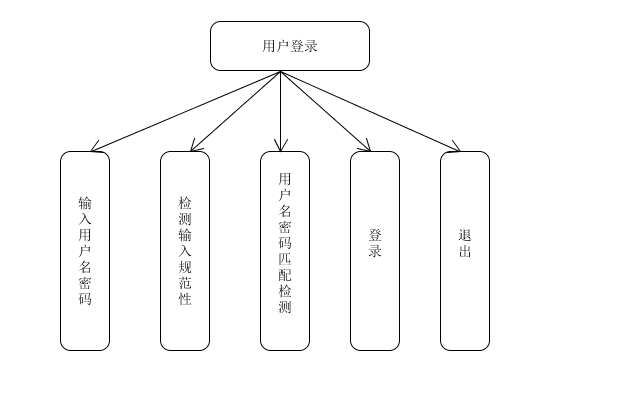 用户登录
输入用户名密码
检测输入规范性
用户名密码匹配检测
登录
退出